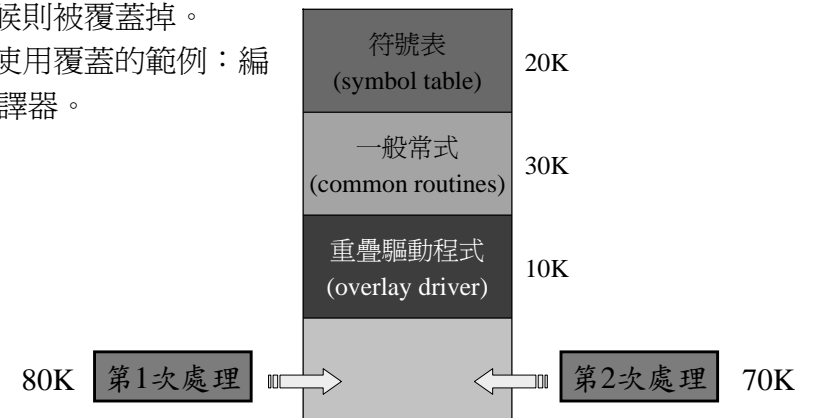 候則被覆蓋掉。
使用覆蓋的範例：編
譯器。
符號表
(symbol table)
20K
一般常式
(common routines)
30K
重疊驅動程式
(overlay driver)
10K
80K
第1次處理
第2次處理
70K